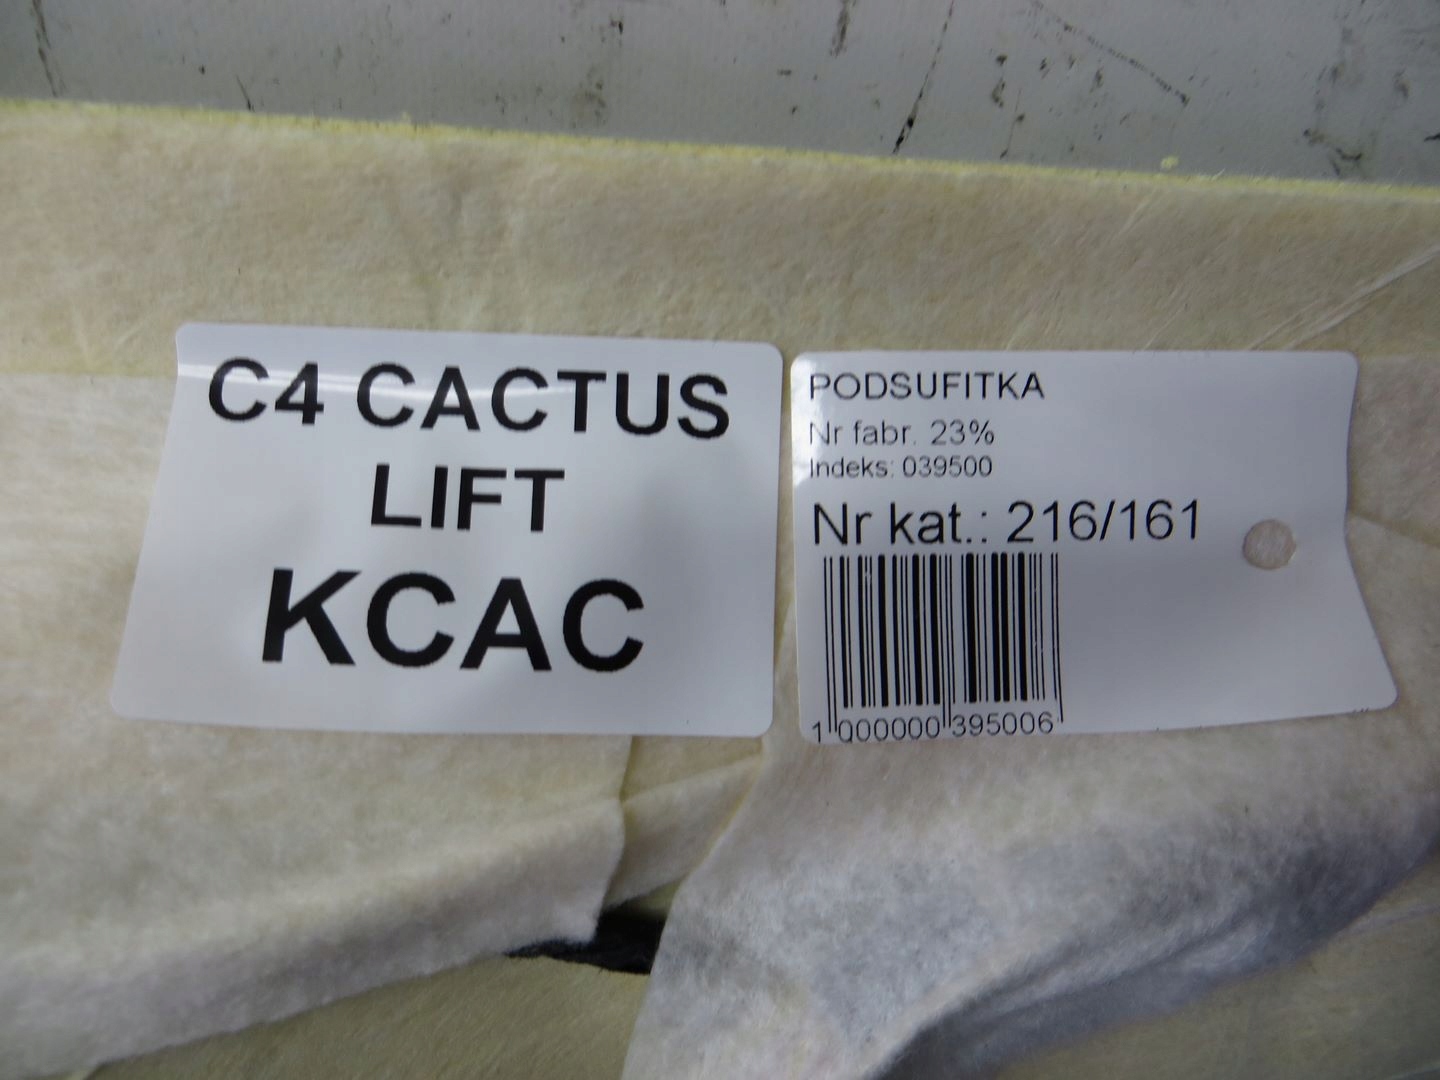 C4 CACTUS
LIFT
KCAC
PODSUFITKA
Nr fabr. 23%
Indeks: 039500
Nr kat.: 216/161
1 000000 395006